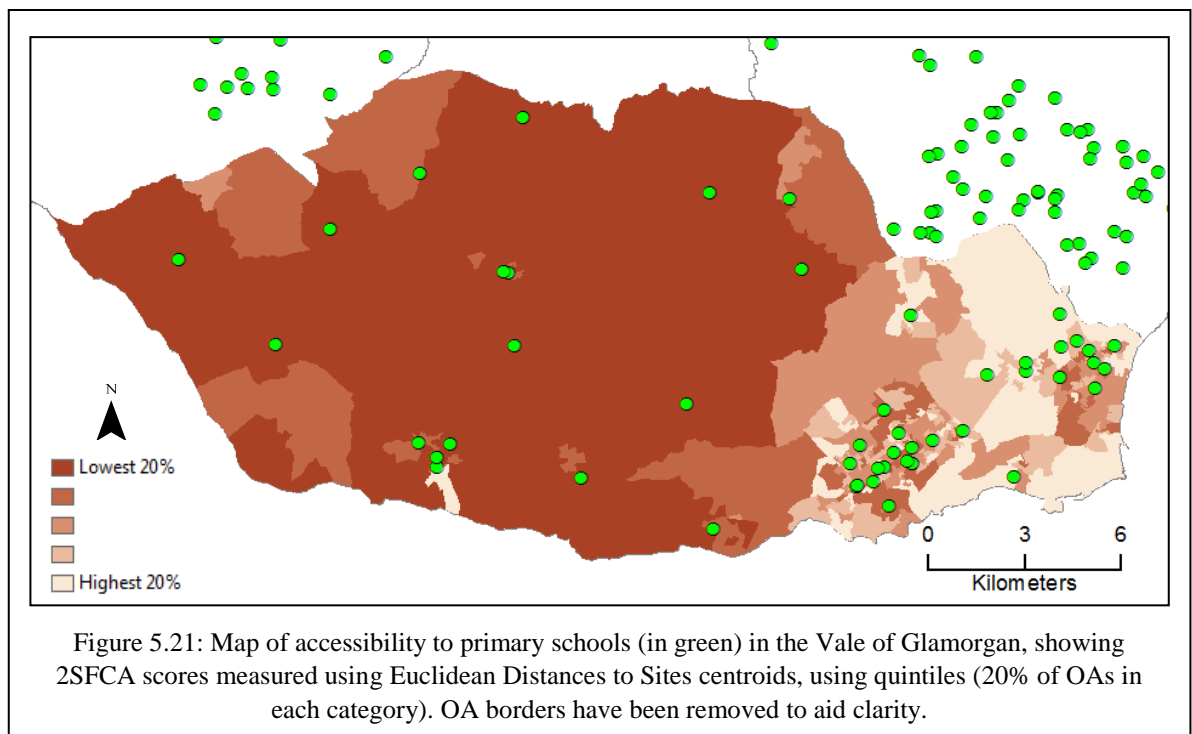 N
Lowest 20%
Highest 20%
0 3 6
Kilometers
Figure 5.21: Map of accessibility to primary schools (in green) in the Vale of Glamorgan, showing
2SFCA scores measured using Euclidean Distances to Sites centroids, using quintiles (20% of OAs in
each category). OA borders have been removed to aid clarity.